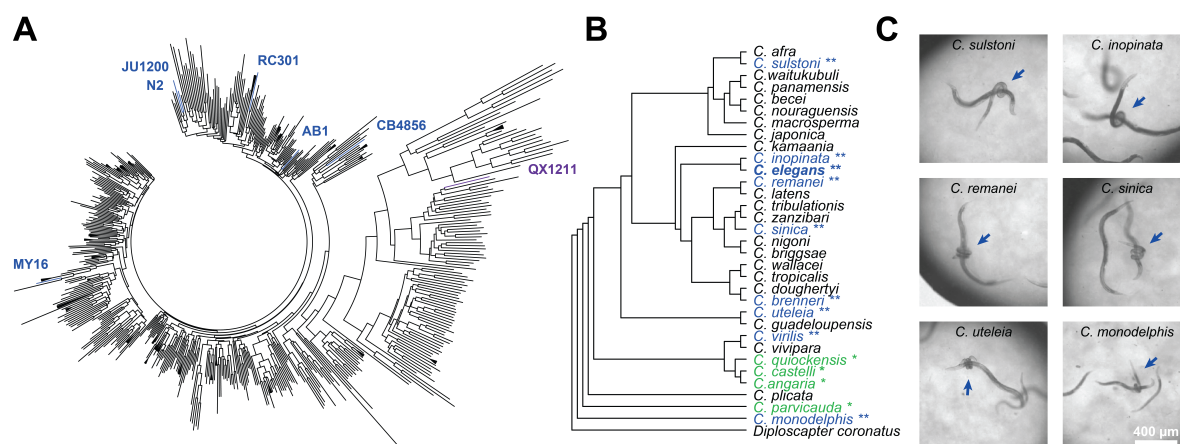 A
JU1200
N2
RC301
AB1
CB4856
QX1211
MY16
B
C. afra
C. sulstoni **
C.waitukubuli
C. panamensis
C. becei
C. nouraguensis
C. macrosperma
C. japonica
C. kamaania
C. inopinata **
C. elegans **
C. remanei **
C. latens
C. tribulationis
C. zanzibari
C. sinica **
C. nigoni
C. briggsae
C. wallacei
C. tropicalis
C. doughertyi
C. brenneri **
C. uteleia **
C. guadeloupensis
C. virilis **
C. vivipara
C. quiockensis *
C. castelli *
C.angaria *
C. plicata
C. parvicauda *
C. monodelphis **
Diploscapter coronatus
C
C. sulstoni
C. inopinata
C. remanei
C. sinica
C. uteleia
C. monodelphis
400 µm